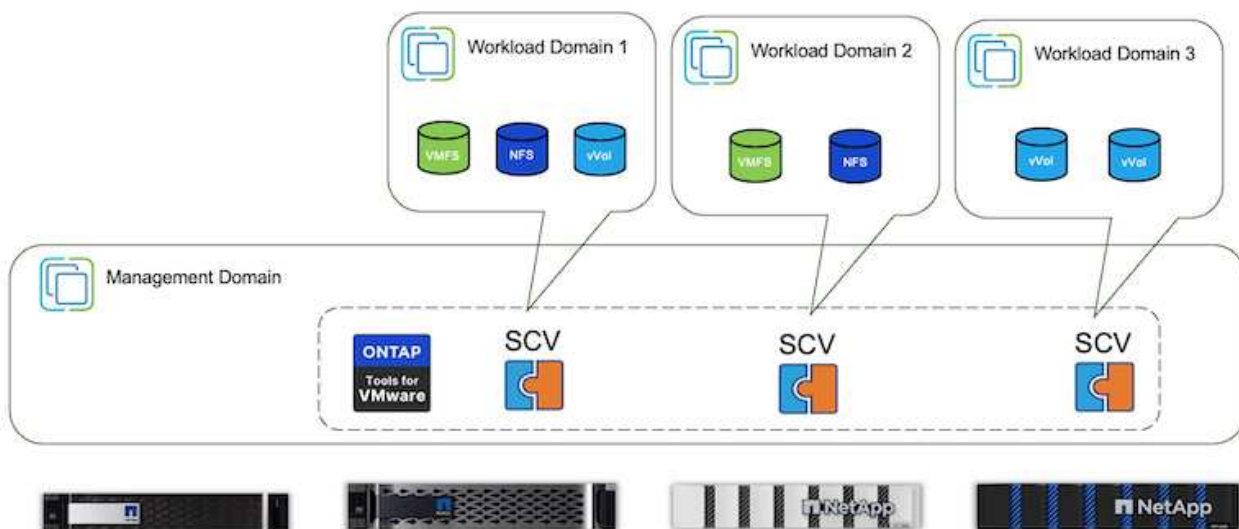 Workload Domain 1
Workload Domain 2
Workload Domain 3
VMFS
NFS
vVol
VMFS
NFS
vVol
vVol
Management Domain
SCV
SCV
SCV
ONTAP
Tools for
VMware
NetApp
NetApp